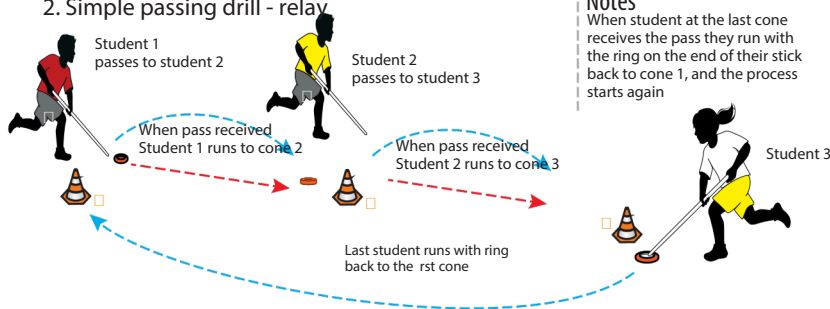 2. Simple passing drill - relay
Notes
When student at the last cone
receives the pass they run with
the ring on the end of their stick
back to cone 1, and the process
starts again
Student 1
passes to student 2
Student 2
passes to student 3
When pass received
Student 1 runs to cone 2
When pass received
Student 2 runs to cone 3
Student 3
Last student runs with ring
back to the rst cone